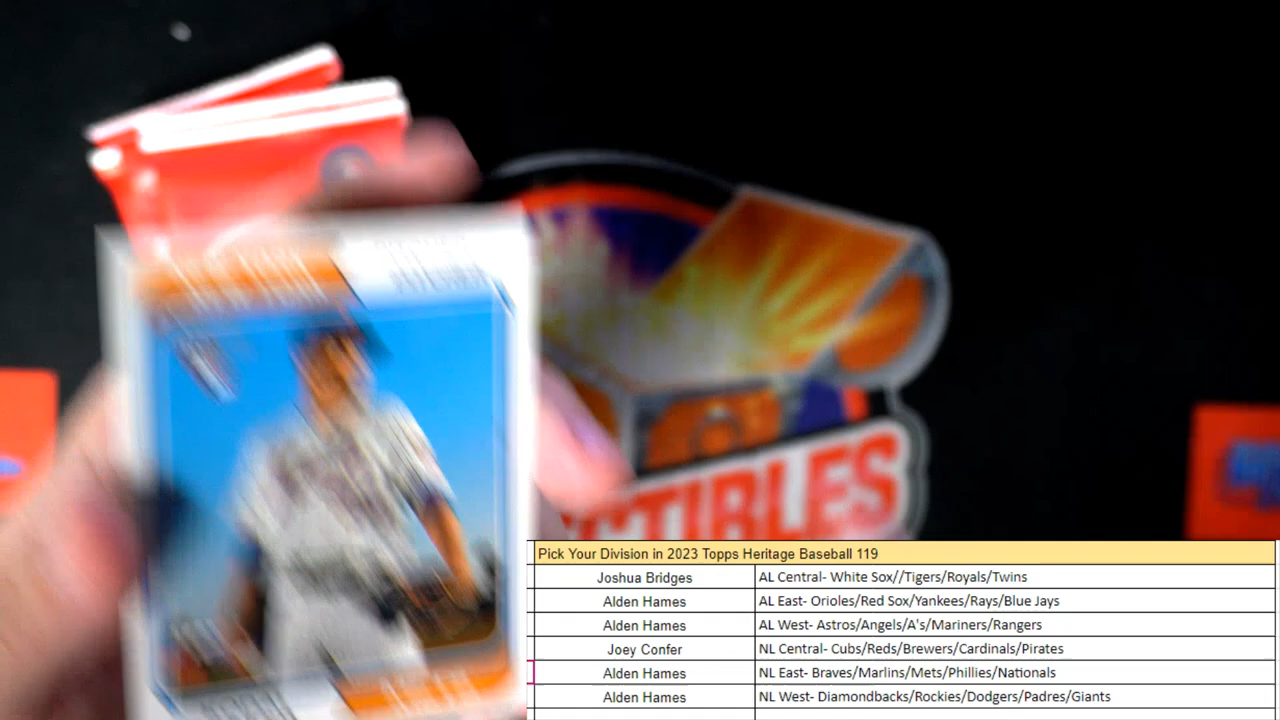 CTIBLES
Pick Your Division in 2023 Topps Heritage Baseball 119
Joshua Bridges AL Central- White Sox//Tigers/Royals/Twins
Alden Hames AL East- Orioles/Red Sox/Yankees/Rays/Blue Jays
Alden Hames AL West- Astros/Angels/A's/Mariners/Rangers
Joey Confer NL Central- Cubs/Reds/Brewers/Cardinals/Pirates
Alden Hames NL East- Braves/Marlins/Mets/Phillies/Nationals
Alden Hames NL West- Diamondbacks/Rockies/Dodgers/Padres/Giants